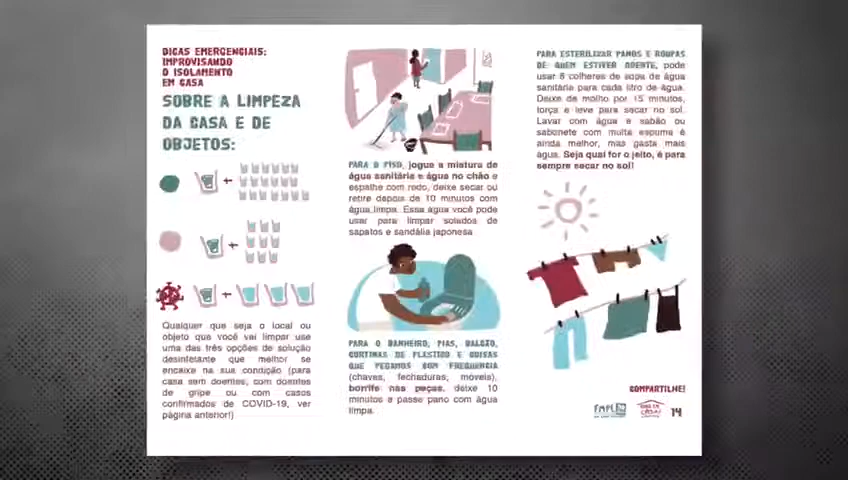 DICAS EMERGENCIAIS:
IMPROVISANDO
O ISOLAMENTO
EM CASA
SOBRE A LIMPEZA
DA CASA E DE
OBJETOS:
Qualquer que seja o local ou
objeto que você vai limpar use
uma das três opções de solução
desinfetante que melhor se
encaixe na sua condição (para
casa sem doentes, com doentes
de gripe ou com casos
confirmados de COVID-19, ver
página anterior!)
PARA O PISO, jogue a mistura de
água sanitária e água no chão e
espalhe com rodo, deixe secar ou
retire depois de 10 minutos com
água limpa. Essa água você pode
usar para limpar solados de
sapatos e sandália japonesa
PARA O BANHEIRO, PIAS, BALCÃO,
CORTINAS DE PLÁSTICO E COISAS
QUE PEGAMOS COM FREQUÊNCIA
(chaves, fechaduras, móveis),
borrife nas peças, deixe 10
minutos e passe pano com água
limpa.
PARA ESTERILIZAR PANOS E ROUPAS
DE QUEM ESTIVER DOENTE, pode
usar 8 colheres de sopa de água
sanitária para cada litro de água.
Deixe de molho por 15 minutos,
torça e leve para secar no sol.
Lavar com água e sabão ou
sabonete com muita espuma é
ainda melhor, mas gasta mais
água. Seja qual for o jeito, é para
sempre secar no sol!
COMPARTILHE!
14